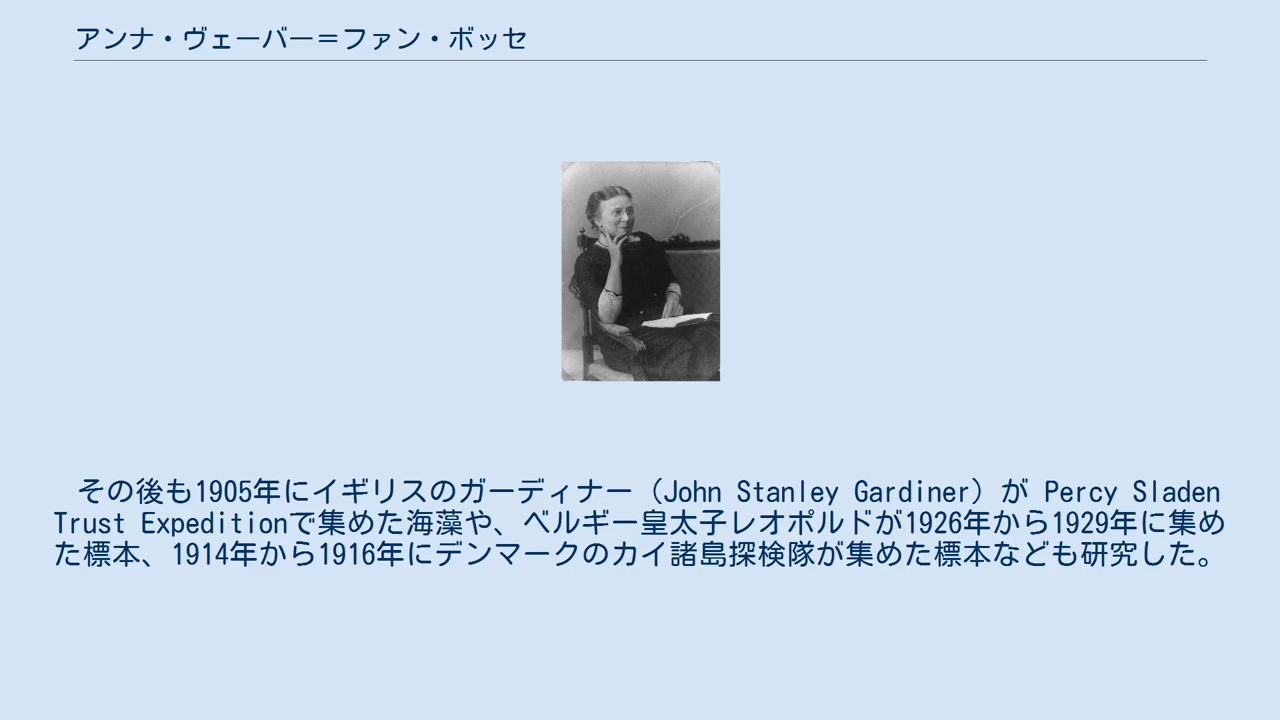 アンナ・ヴェーバー＝ファン・ボッセ
その後も1905年にイギリスのガーディナー（John Stanley Gardiner）が Percy Sladen
Trust Expeditionで集めた海藻や、ベルギー皇太子レオポルドが1926年から1929年に集め
た標本、1914年から1916年にデンマークのカイ諸島探検隊が集めた標本なども研究した。